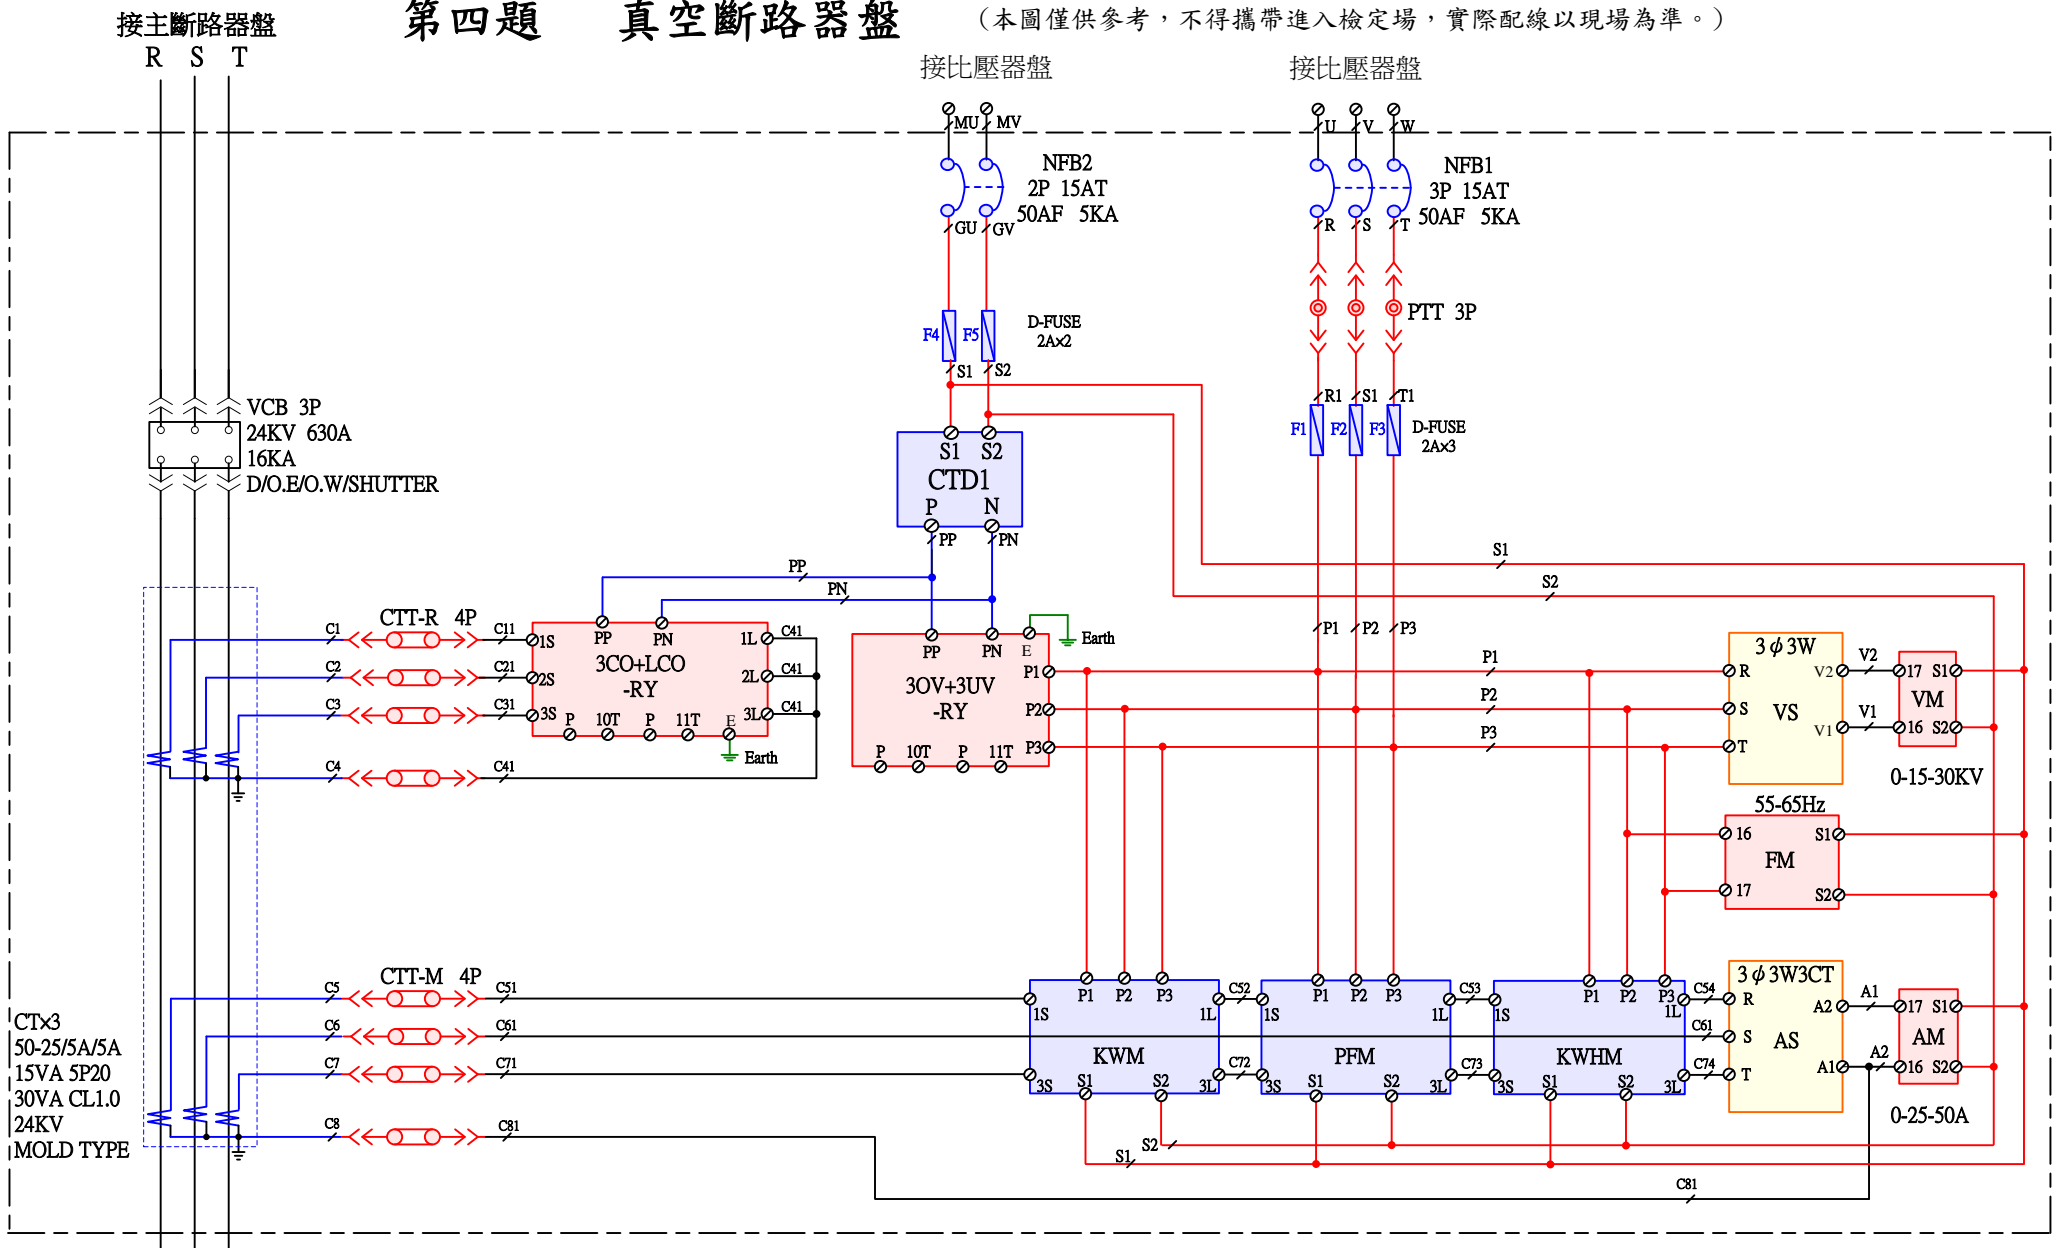 第四題 真空斷路器盤 （本圖僅供參考，不得攜帶進入檢定場，實際配線以現場為準。）
接主斷路器盤
R S T
接比壓器盤
接比壓器盤
MU MV
U V W
NFB2
2P 15AT
50AF 5KA
NFB1
3P 15AT
50AF 5KA
GU GV
R S T
PTT 3P
F4 F5
D-FUSE
2A×2
S1 S2
R1 S1 T1
F1 F2 F3
D-FUSE
2A×3
VCB 3P
24KV 630A
16KA
D/O.E/O.W/SHUTTER
S1 S2
CTD1
P N
PP PN
PP
PN
S1
S2
CTT-R 4P
C1 C11
C2 C21
C3 C31
C4 C41
PP PN
1S 1L C41
3CO+LCO
-RY
2S 2L C41
3S 3L C41
P 10T P 11T E
Earth
PP PN E
Earth
3OV+3UV
-RY
P1
P2
P3
P 10T P 11T
P1 P2 P3
P1
P2
P3
3φ3W
R V2
VS
S
T V1
V2
V1
17 S1
VM
16 S2
0-15-30KV
55-65Hz
16 S1
FM
17 S2
CTT-M 4P
C5 C51
C6 C61
C7 C71
C8 C81
CT×3
50-25/5A/5A
15VA 5P20
30VA CL1.0
24KV
MOLD TYPE
P1 P2 P3
1S 1L
KWM
3S S1 S2 3L
C52
C72
P1 P2 P3
1S 1L
PFM
3S S1 S2 3L
C53
C73
P1 P2 P3
1S 1L
KWHM
3S S1 S2 3L
C54
C61
C74
3φ3W3CT
R A2
S AS
T A1
A1
A2
17 S1
AM
16 S2
0-25-50A
S2
S1
C81